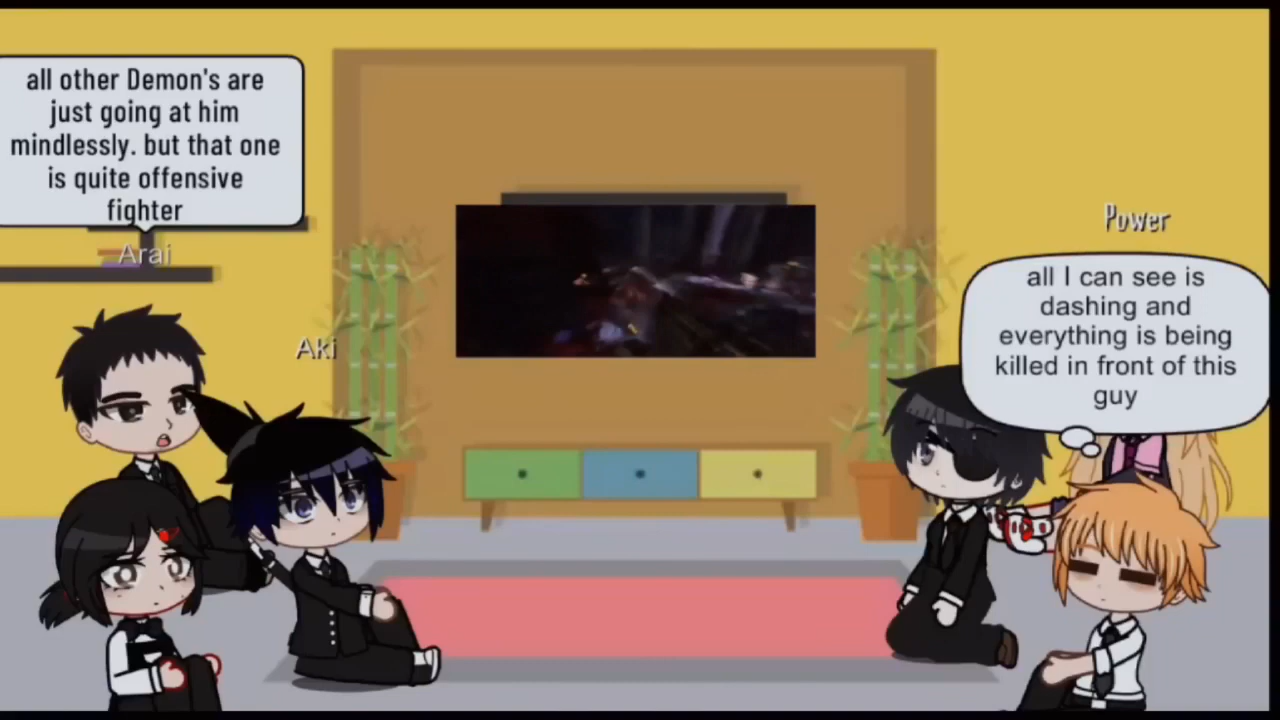 all other Demon's are
just going at him
mindlessly. but that one
is quite offensive
fighter
Arai
Aki
Power
all I can see is
dashing and
everything is being
killed in front of this
guy